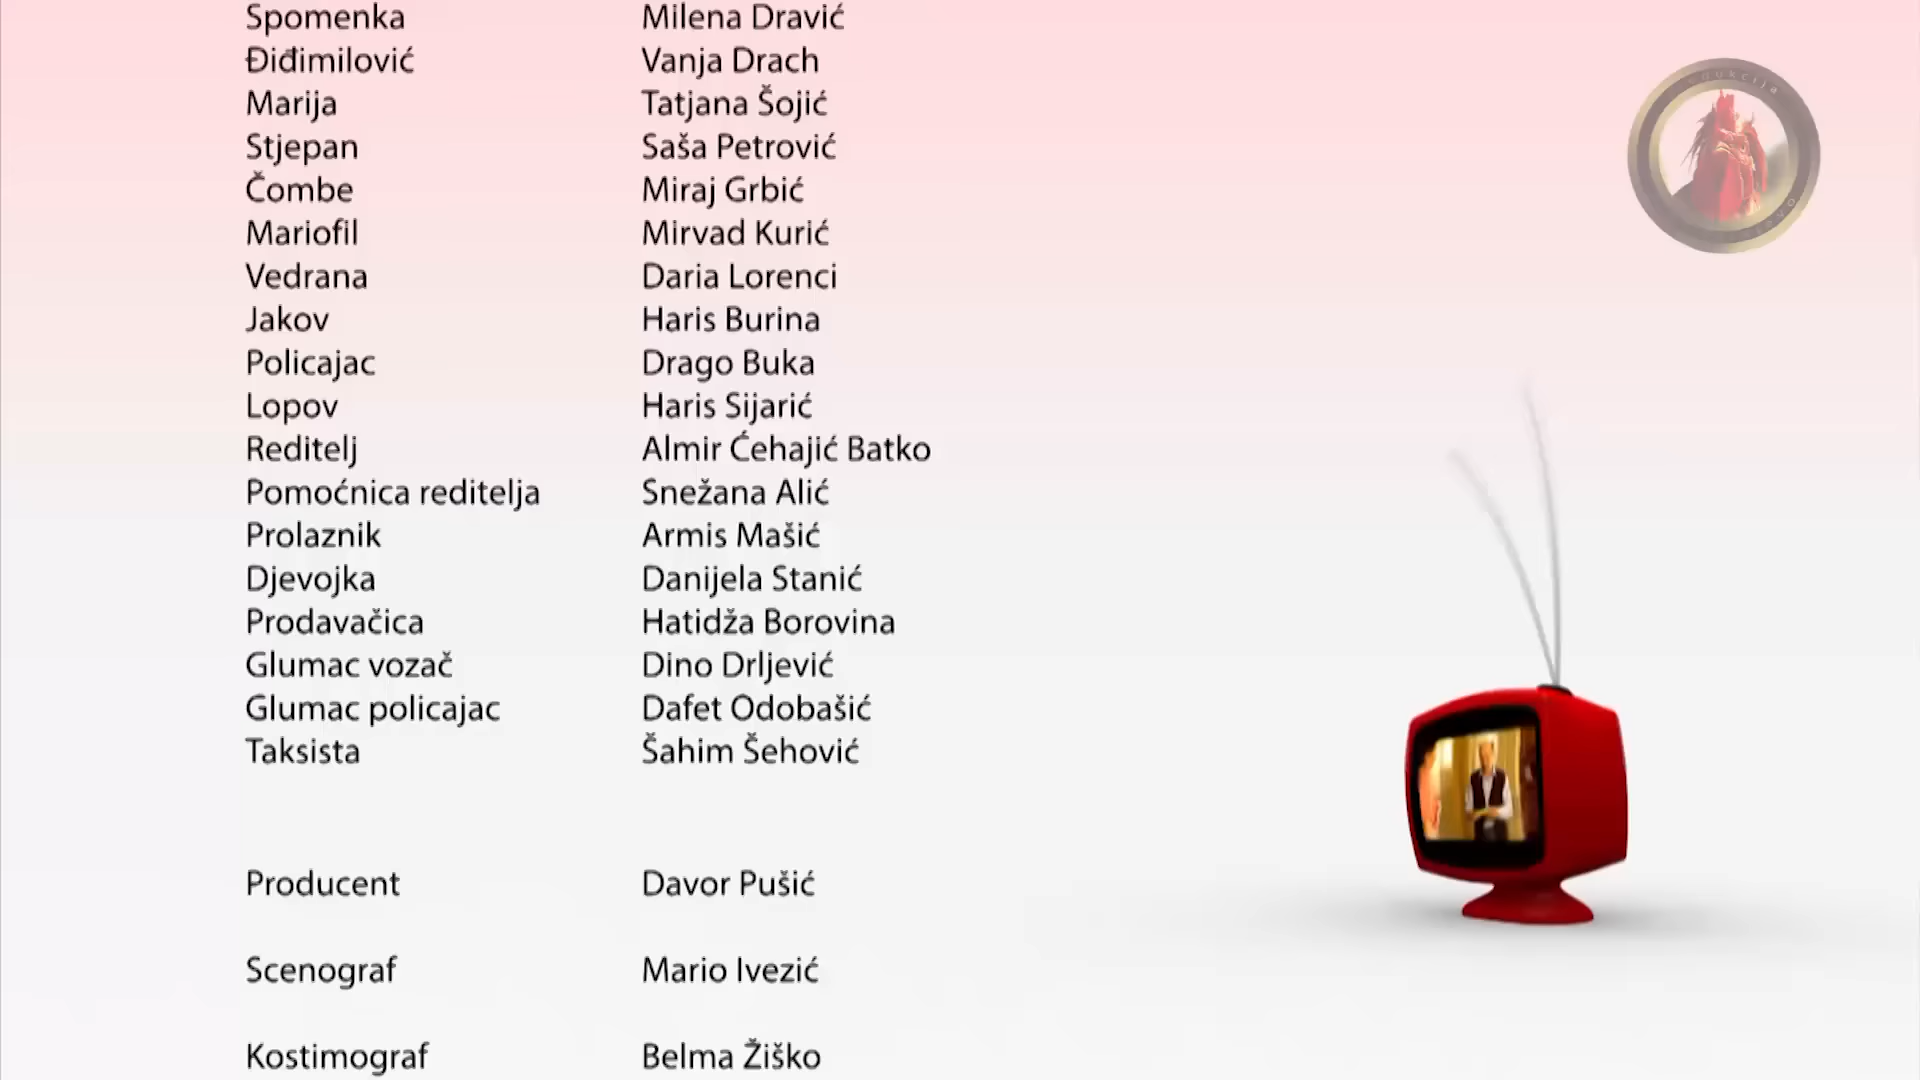 Spomenka Milena Dravić
Điđimilović Vanja Drach
Marija Tatjana Šojić
Stjepan Saša Petrović
Čombe Miraj Grbić
Mariofil Mirvad Kurić
Vedrana Daria Lorenci
Jakov Haris Burina
Policajac Drago Buka
Lopov Haris Sijarić
Reditelj Almir Ćehajić Batko
Pomoćnica reditelja Snežana Alić
Prolaznik Armis Mašić
Djevojka Danijela Stanić
Prodavačica Hatidža Borovina
Glumac vozač Dino Drljević
Glumac policajac Dafet Odobašić
Taksista Šahim Šehović
Producent Davor Pušić
Scenograf Mario Ivezić
Kostimograf Belma Žiško